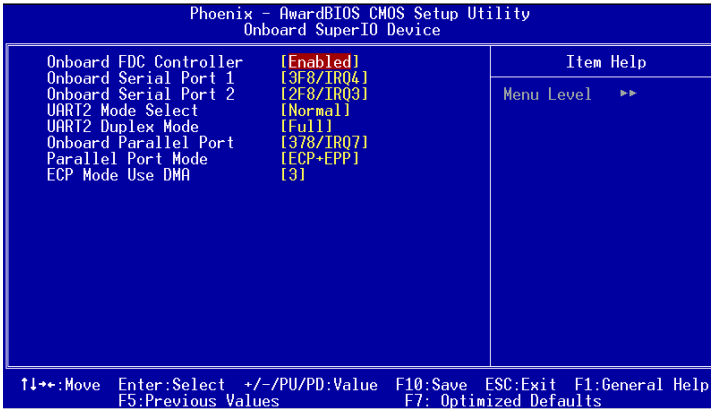 Phoenix - AwardBIOS CMOS Setup Utility
Onboard SuperIO Device
Onboard FDC Controller [Enabled]
Onboard Serial Port 1 [3F8/IRQ4]
Onboard Serial Port 2 [2F8/IRQ3]
UART2 Mode Select [Normal]
UART2 Duplex Mode [Full]
Onboard Parallel Port [378/IRQ7]
Parallel Port Mode [ECP+EPP]
ECP Mode Use DMA [3]
Item Help
Menu Level ►►
↑↓→←:Move Enter:Select +/-/PU/PD:Value F10:Save ESC:Exit F1:General Help
F5:Previous Values F7: Optimized Defaults